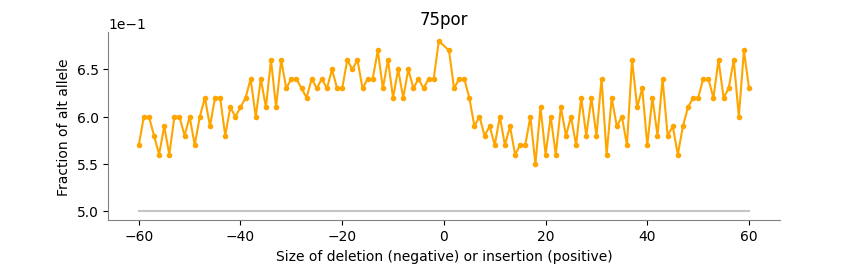 75por
1e−1
6.5
6.0
5.5
5.0
Fraction of alt allele
−60 −40 −20 0 20 40 60
Size of deletion (negative) or insertion (positive)